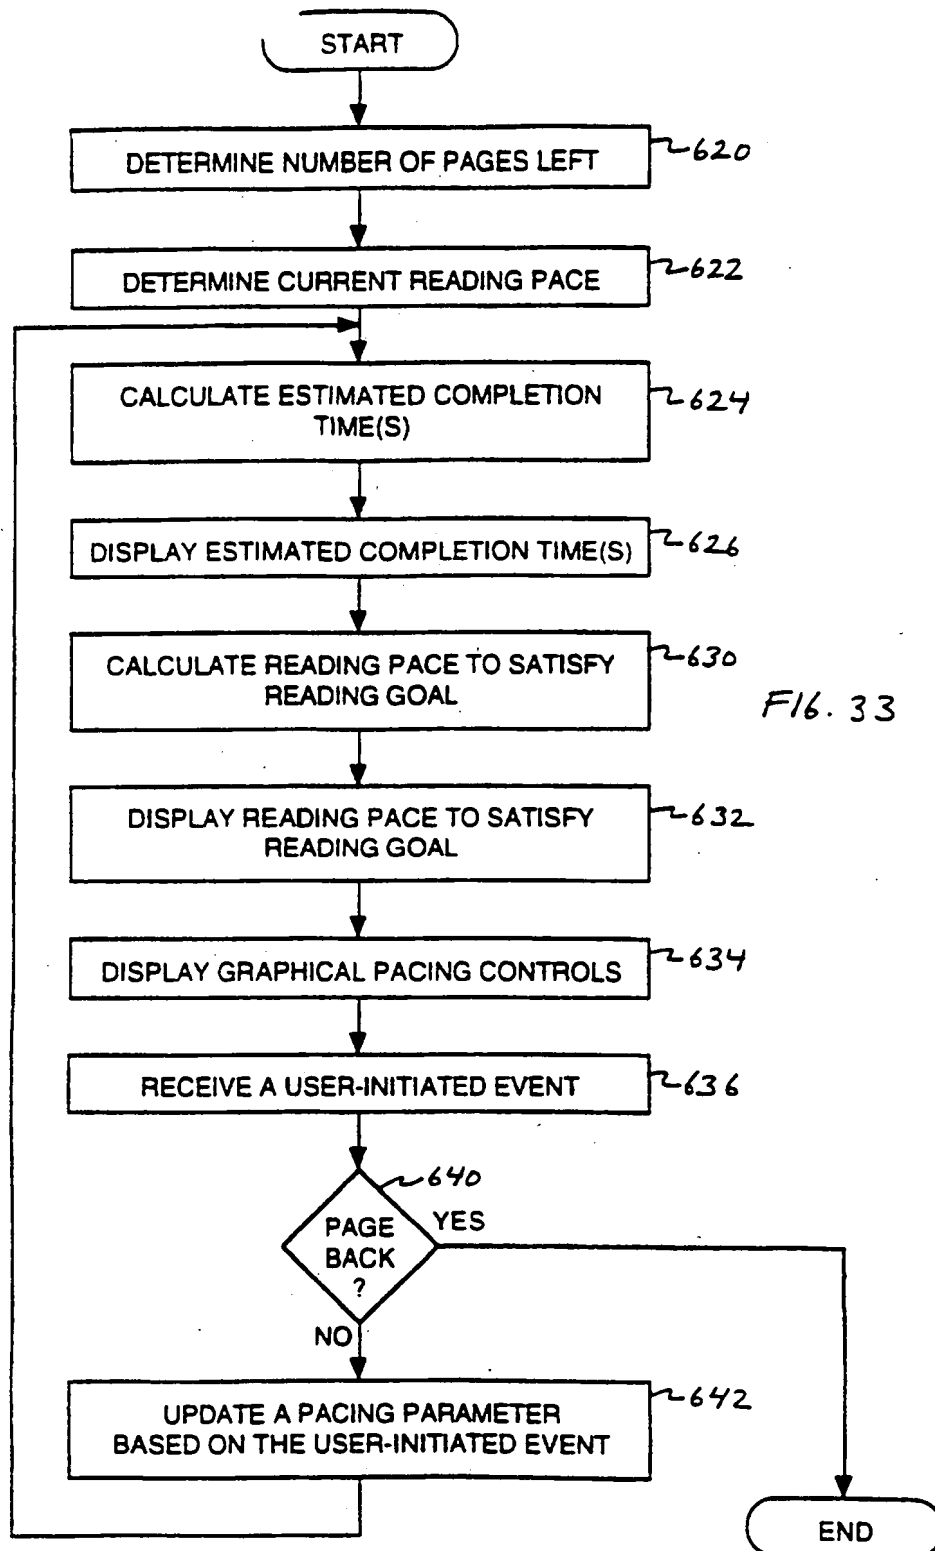 START
DETERMINE NUMBER OF PAGES LEFT
620
DETERMINE CURRENT READING PACE
622
CALCULATE ESTIMATED COMPLETION
TIME(S)
624
DISPLAY ESTIMATED COMPLETION TIME(S)
626
CALCULATE READING PACE TO SATISFY
READING GOAL
630
FIG. 33
DISPLAY READING PACE TO SATISFY
READING GOAL
632
DISPLAY GRAPHICAL PACING CONTROLS
634
RECEIVE A USER-INITIATED EVENT
636
640
PAGE
BACK
?
YES
NO
UPDATE A PACING PARAMETER
BASED ON THE USER-INITIATED EVENT
642
END